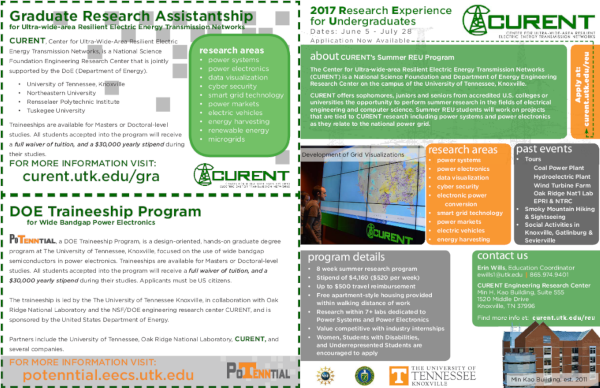 Graduate Research Assistantship
for Ultra-wide-area Resilient Electric Energy Transmission Networks
CURENT, Center for Ultra-Wide-Area Resilient Electric
Energy Transmission Networks, is a National Science
Foundation Engineering Research Center that is jointly
supported by the DoE (Department of Energy).
• University of Tennessee, Knoxville
• Northeastern University
• Rensselaer Polytechnic Institute
• Tuskegee University
Traineeships are available for Masters or Doctoral-level
Studies. All students accepted into the program will receive
a full waiver of tuition, and a $30,000 yearly stipend during
their studies.
FOR MORE INFORMATION VISIT:
curent.utk.edu/gra
research areas
• power systems
• power electronics
• data visualization
• cyber security
• smart grid technology
• power markets
• electric vehicles
• energy harvesting
• renewable energy
• microgrids
CURENT
DOE Traineeship Program
for Wide Bandgap Power Electronics
POTENNTIAL, a DOE Traineeship Program, is a design-oriented, hands-on graduate degree
program at The University of Tennessee, Knoxville, focused on the use of wide bandgap
semiconductors in power electronics. Traineeships are available for Masters or Doctoral-level
studies. All students accepted into the program will receive a full waiver of tuition, and a
$30,000 yearly stipend during their studies. Applicants must be US citizens.
The traineeship is led by The University of Tennessee Knoxville, in collaboration with Oak
Ridge National Laboratory and the NSF/DOE engineering research center CURENT, and is
sponsored by the United States Department of Energy.
Partners include the University of Tennessee, Oak Ridge National Laboratory, CURENT, and
several companies.
FOR MORE INFORMATION VISIT:
potenntial.eecs.utk.edu
POTENNTIAL
2017 Research Experience
for Undergraduates
Dates: June 5 - July 28
Application Now Available
CURENT
CENTER FOR ULTRA-WIDE-AREA RESILIENT
ELECTRIC ENERGY TRANSMISSION NETWORKS
about CURENT's Summer REU Program
The Center for Ultra-wide-area Resilient Electric Energy Transmission Networks
(CURENT) is a National Science Foundation and Department of Energy Engineering
Research Center on the campus of the University of Tennessee, Knoxville.
CURENT offers sophomores, juniors and seniors from accredited U.S. colleges or
universities the opportunity to perform summer research in the fields of electrical
engineering and computer science. Summer REU students will work on projects
that are tied to CURENT research including power systems and power electronics
as they relate to the national power grid.
Apply at:
curent.utk.edu/reu
Development of Grid Visualizations
CURENT
research areas
• power systems
• power electronics
• data visualization
• cyber security
• electronic power
conversion
• smart grid technology
• power markets
• electric vehicles
• energy harvesting
past events
• Tours
Coal Power Plant
Hydroelectric Plant
Wind Turbine Farm
Oak Ridge Nat'l Lab
EPRI & NTRC
• Smoky Mountain Hiking
& Sightseeing
• Social Activities in
Knoxville, Gatlinburg &
Sevierville
program details
• 8 week summer research program
• Stipend of $4,160 ($520 per week)
• Up to $500 travel reimbursement
• Free apartment-style housing provided
within walking distance of work
• Research within 7+ labs dedicated to
Power Systems and Power Electronics
• Value competitive with industry internships
• Women, Students with Disabilities,
and Underrepresented Students are
encouraged to apply
contact us
Erin Wills, Education Coordinator
ewills1@utk.edu | 865.974.9401
CURENT Engineering Research Center
Min H. Kao Building, Suite 555
1520 Middle Drive
Knoxville, TN 37996
Find more info at: curent.utk.edu/reu
THE UNIVERSITY OF
TENNESSEE
KNOXVILLE
Min Kao Building, est. 2011